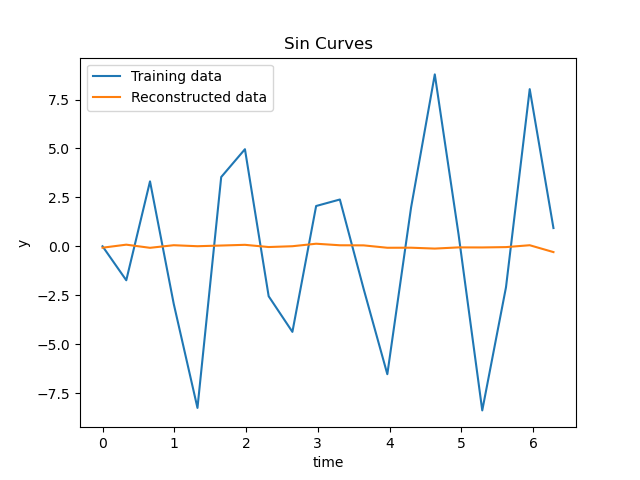 Sin Curves
Training data
Reconstructed data
7.5
5.0
2.5
0.0
−2.5
−5.0
−7.5
y
0 1 2 3 4 5 6
time